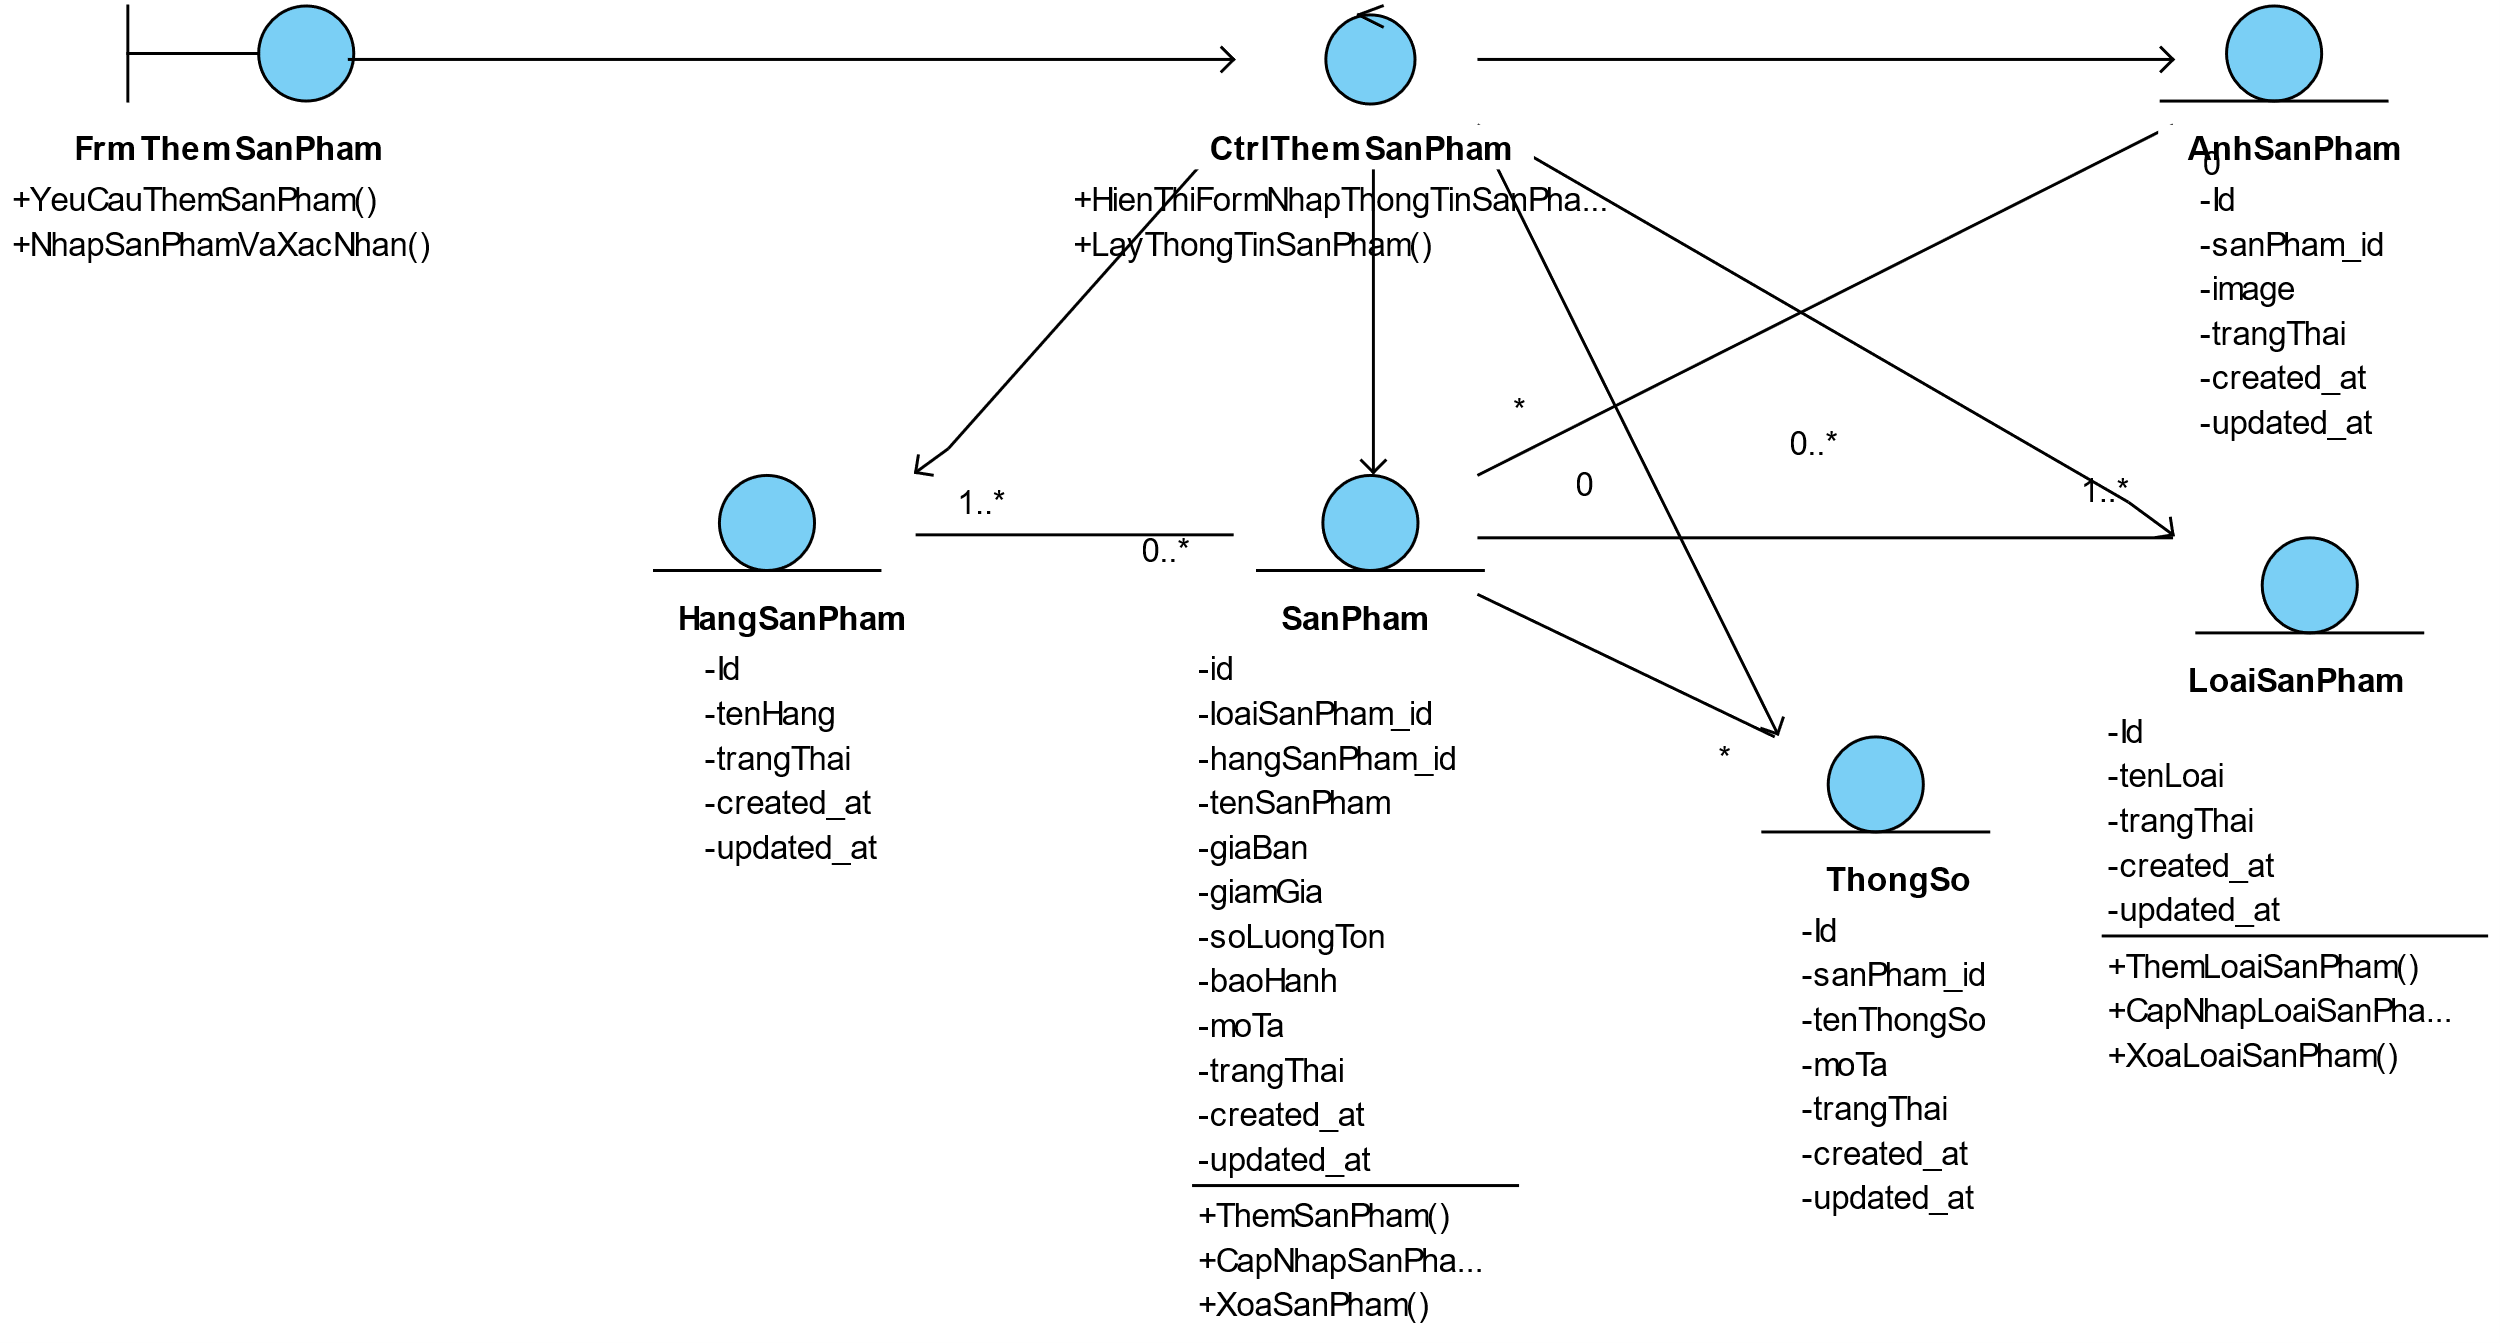 FrmThemSanPham
+YeuCauThemSanPham()
+NhapSanPhamVaXacNhan()
CtrlThemSanPham
+HienThiFormNhapThongTinSanPha...
+LayThongTinSanPham()
AnhSanPham
0
-Id
-sanPham_id
-image
-trangThai
-created_at
-updated_at
*
0..*
0
1..*
1..*
0..*
*
HangSanPham
-Id
-tenHang
-trangThai
-created_at
-updated_at
SanPham
-id
-loaiSanPham_id
-hangSanPham_id
-tenSanPham
-giaBan
-giamGia
-soLuongTon
-baoHanh
-moTa
-trangThai
-created_at
-updated_at
+ThemSanPham()
+CapNhapSanPha...
+XoaSanPham()
ThongSo
-Id
-sanPham_id
-tenThongSo
-moTa
-trangThai
-created_at
-updated_at
LoaiSanPham
-Id
-tenLoai
-trangThai
-created_at
-updated_at
+ThemLoaiSanPham()
+CapNhapLoaiSanPha...
+XoaLoaiSanPham()